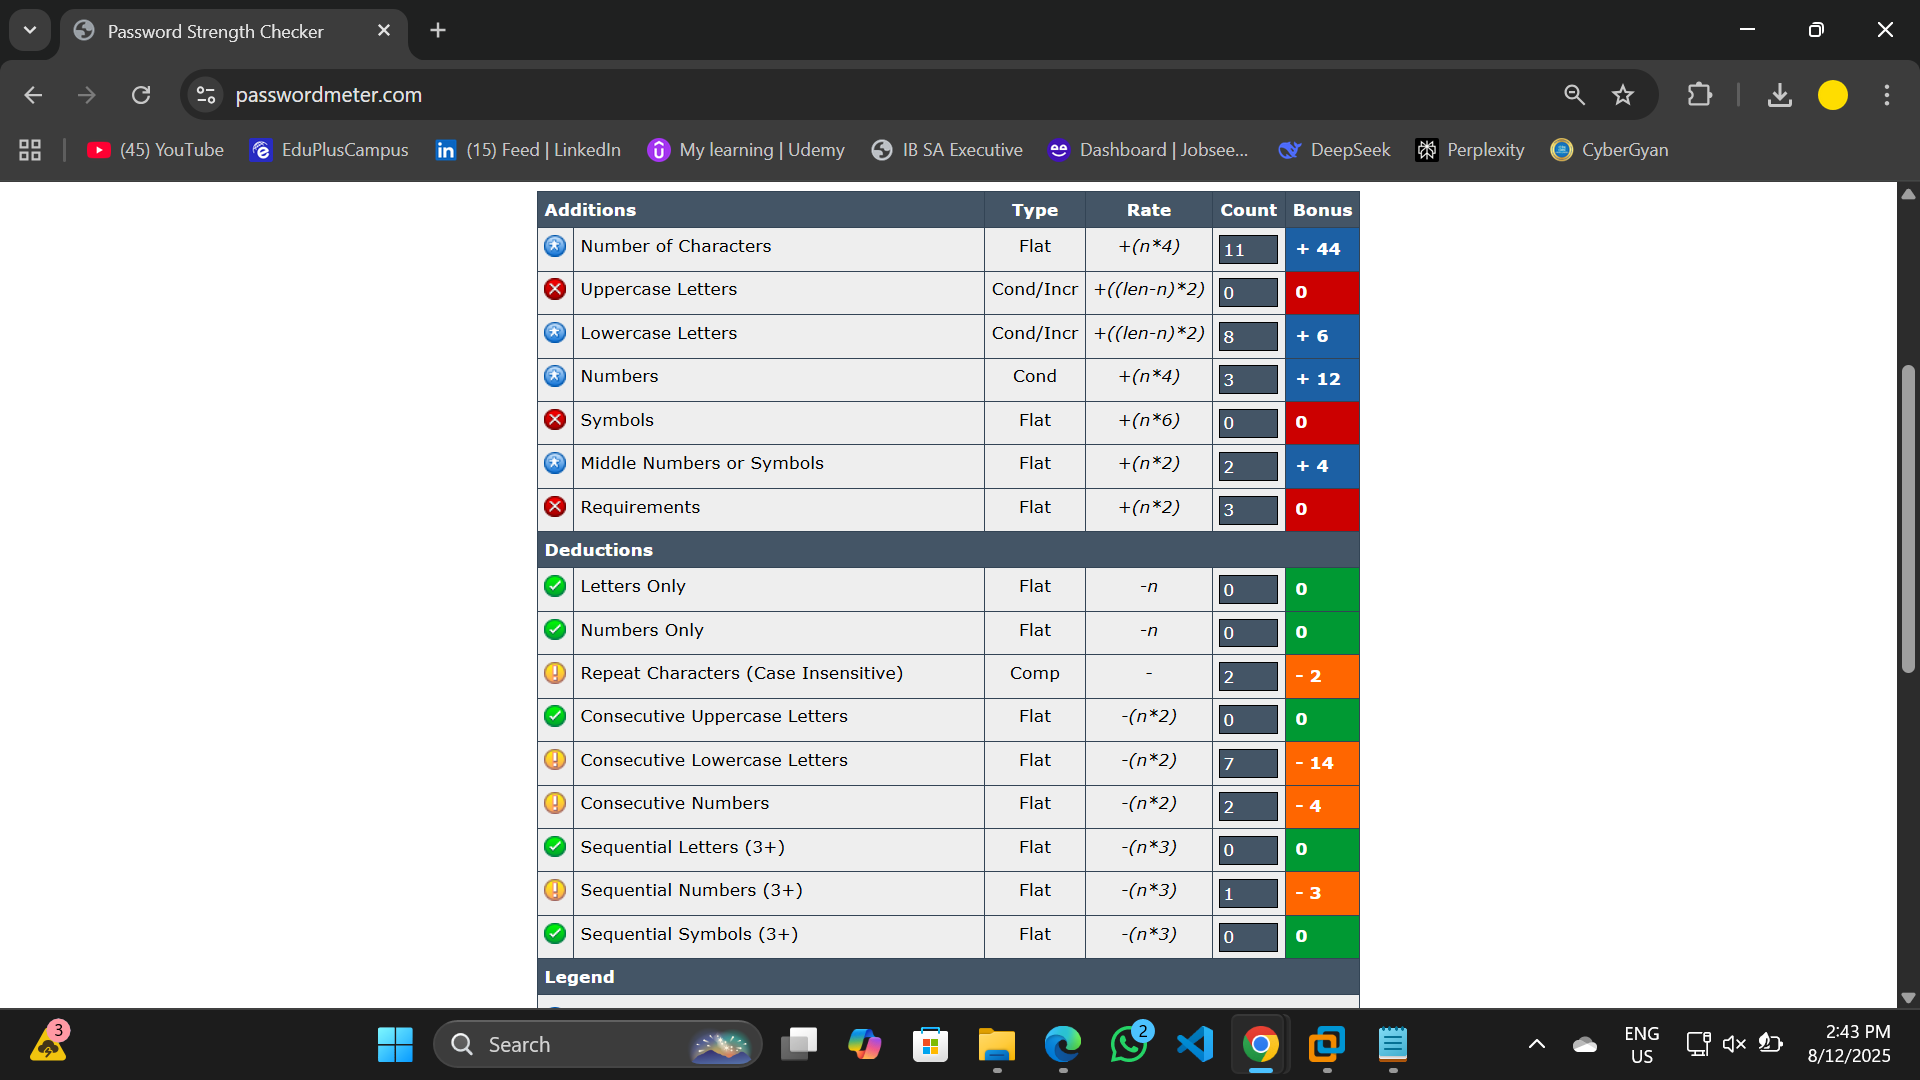 Password Strength Checker
passwordmeter.com
(45) YouTube
EduPlusCampus
(15) Feed | LinkedIn
My learning | Udemy
IB SA Executive
Dashboard | Jobsee...
DeepSeek
Perplexity
CyberGyan
Additions Type Rate Count Bonus
Number of Characters Flat +(n*4) 11 + 44
Uppercase Letters Cond/Incr +((len-n)*2) 0 0
Lowercase Letters Cond/Incr +((len-n)*2) 8 + 6
Numbers Cond +(n*4) 3 + 12
Symbols Flat +(n*6) 0 0
Middle Numbers or Symbols Flat +(n*2) 2 + 4
Requirements Flat +(n*2) 3 0
Deductions
Letters Only Flat -n 0 0
Numbers Only Flat -n 0 0
Repeat Characters (Case Insensitive) Comp - 2 - 2
Consecutive Uppercase Letters Flat -(n*2) 0 0
Consecutive Lowercase Letters Flat -(n*2) 7 - 14
Consecutive Numbers Flat -(n*2) 2 - 4
Sequential Letters (3+) Flat -(n*3) 0 0
Sequential Numbers (3+) Flat -(n*3) 1 - 3
Sequential Symbols (3+) Flat -(n*3) 0 0
Legend
3
Search
2
ENG
US
2:43 PM
8/12/2025